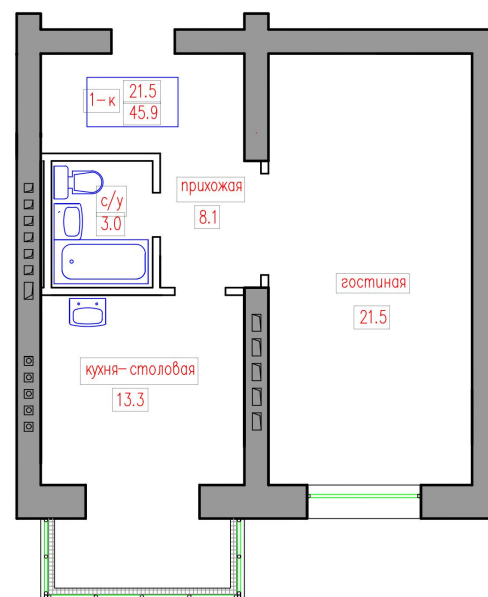 1-к 21.5
45.9
с/у
3.0
прихожая
8.1
гостиная
21.5
кухня-столовая
13.3